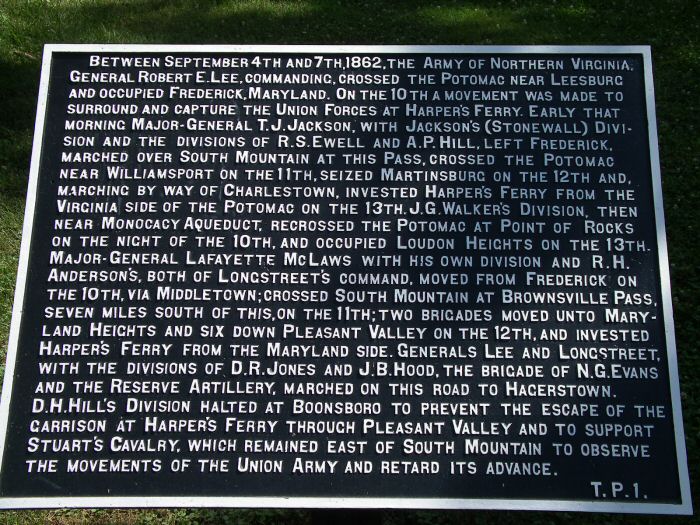 BETWEEN SEPTEMBER 4TH AND 7TH, 1862, THE ARMY OF NORTHERN VIRGINIA,
GENERAL ROBERT E. LEE, COMMANDING, CROSSED THE POTOMAC NEAR LEESBURG
AND OCCUPIED FREDERICK, MARYLAND. ON THE 10TH A MOVEMENT WAS MADE TO
SURROUND AND CAPTURE THE UNION FORCES AT HARPER'S FERRY. EARLY THAT
MORNING MAJOR-GENERAL T.J. JACKSON, WITH JACKSON'S (STONEWALL) DIVI-
SION AND THE DIVISIONS OF R.S. EWELL AND A.P. HILL, LEFT FREDERICK,
MARCHED OVER SOUTH MOUNTAIN AT THIS PASS, CROSSED THE POTOMAC
NEAR WILLIAMSPORT ON THE 11TH, SEIZED MARTINSBURG ON THE 12TH AND,
MARCHING BY WAY OF CHARLESTOWN, INVESTED HARPER'S FERRY FROM THE
VIRGINIA SIDE OF THE POTOMAC ON THE 13TH. J.G. WALKER'S DIVISION, THEN
NEAR MONOCACY AQUEDUCT, RECROSSED THE POTOMAC AT POINT OF ROCKS
ON THE NIGHT OF THE 10TH, AND OCCUPIED LOUDON HEIGHTS ON THE 13TH.
MAJOR-GENERAL LAFAYETTE MCLAWS WITH HIS OWN DIVISION AND R.H.
ANDERSON'S, BOTH OF LONGSTREET'S COMMAND, MOVED FROM FREDERICK ON
THE 10TH, VIA MIDDLETOWN; CROSSED SOUTH MOUNTAIN AT BROWNSVILLE PASS,
SEVEN MILES SOUTH OF THIS, ON THE 11TH; TWO BRIGADES MOVED UNTO MARY-
LAND HEIGHTS AND SIX DOWN PLEASANT VALLEY ON THE 12TH, AND INVESTED
HARPER'S FERRY FROM THE MARYLAND SIDE. GENERALS LEE AND LONGSTREET,
WITH THE DIVISIONS OF D.R. JONES AND J.B. HOOD, THE BRIGADE OF N.G. EVANS
AND THE RESERVE ARTILLERY, MARCHED ON THIS ROAD TO HAGERSTOWN.
D.H. HILL'S DIVISION HALTED AT BOONSBORO TO PREVENT THE ESCAPE OF THE
GARRISON AT HARPER'S FERRY THROUGH PLEASANT VALLEY AND TO SUPPORT
STUART'S CAVALRY, WHICH REMAINED EAST OF SOUTH MOUNTAIN TO OBSERVE
THE MOVEMENTS OF THE UNION ARMY AND RETARD ITS ADVANCE.
T.P.1.